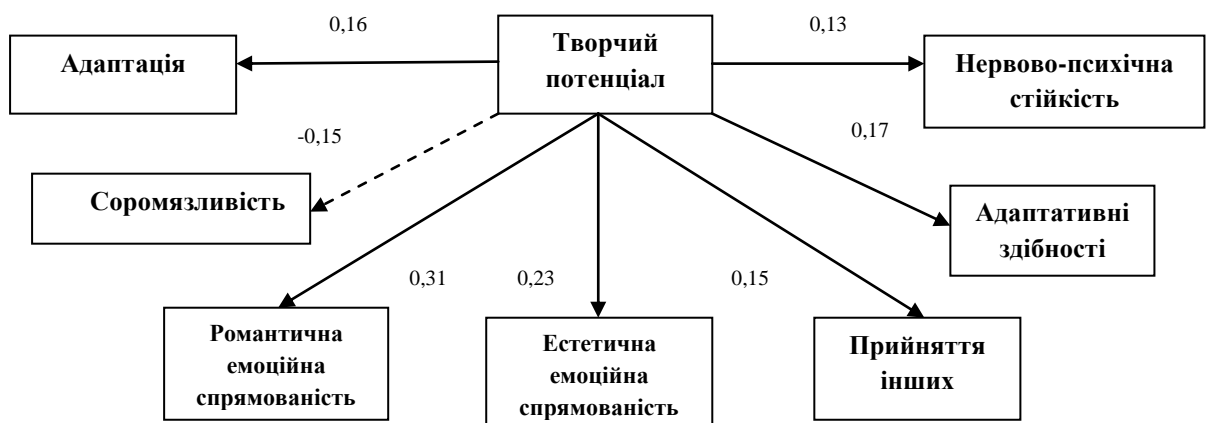 0,16
Творчий
потенціал
0,13
Адаптація
Нервово-психічна
стійкість
-0,15
0,17
Соромязливість
Адаптативні
здібності
0,31
0,23
0,15
Романтична
емоційна
спрямованість
Естетична
емоційна
спрямованість
Прийняття
інших